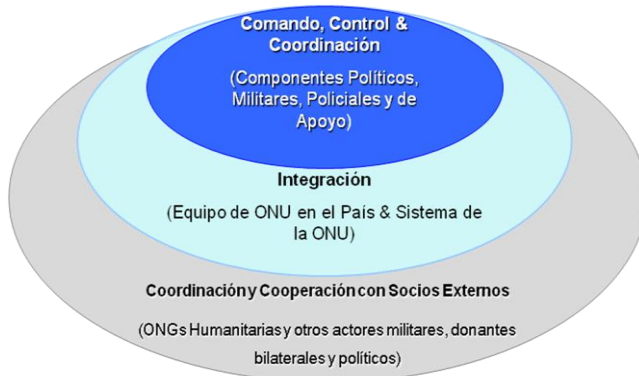 Comando, Control &
Coordinación
(Componentes Políticos,
Militares, Policiales y de
Apoyo)
Integración
(Equipo de ONU en el País & Sistema de
la ONU)
Coordinación y Cooperación con Socios Externos
(ONGs Humanitarias y otros actores militares, donantes
bilaterales y políticos)